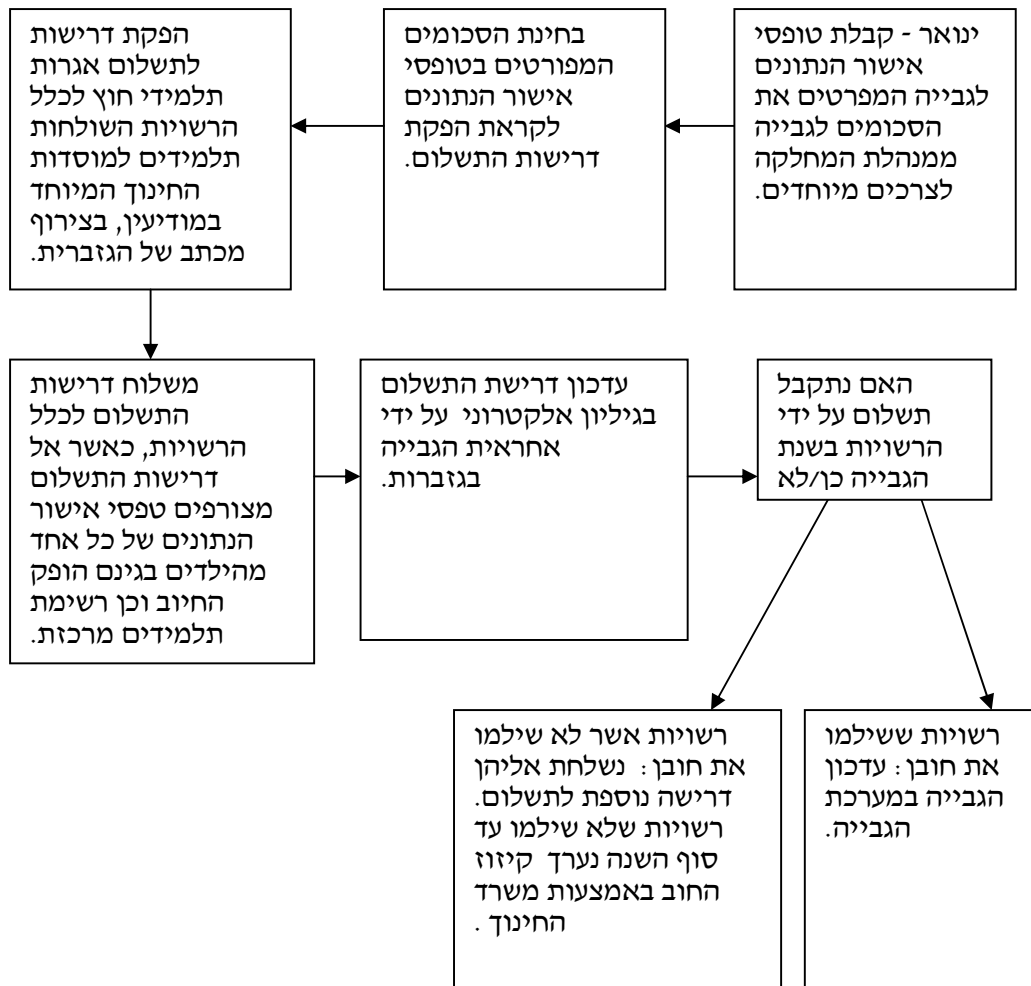 ינואר - קבלת טופסי
אישור הנתונים
לגבייה המפרטים את
הסכומים לגבייה
ממנהלת המחלקה
לצרכים מיוחדים.
בחינת הסכומים
המפורטים בטופסי
אישור הנתונים
לקראת הפקת
דרישות התשלום.
הפקת דרישות
לתשלום אגרות
תלמידי חוץ לכלל
הרשויות השולחות
תלמידים למוסדות
החינוך המיוחד
במודיעין, בצירוף
מכתב של הגזברית.
משלוח דרישות
התשלום לכלל
הרשויות, כאשר אל
דרישות התשלום
מצורפים טפסי אישור
הנתונים של כל אחד
מהילדים בגינם הופק
החיוב וכן רשימת
תלמידים מרכזת.
עדכון דרישת התשלום
בגיליון אלקטרוני על ידי
אחראית הגבייה
בגזברות.
האם נתקבל
תשלום על ידי
הרשויות בשנת
הגבייה כן/לא
רשויות ששילמו
את חובן: עדכון
הגבייה במערכת
הגבייה.
רשויות אשר לא שילמו
את חובן: נשלחת אליהן
דרישה נוספת לתשלום.
רשויות שלא שילמו עד
סוף השנה נערך קיזוז
החוב באמצעות משרד
החינוך .